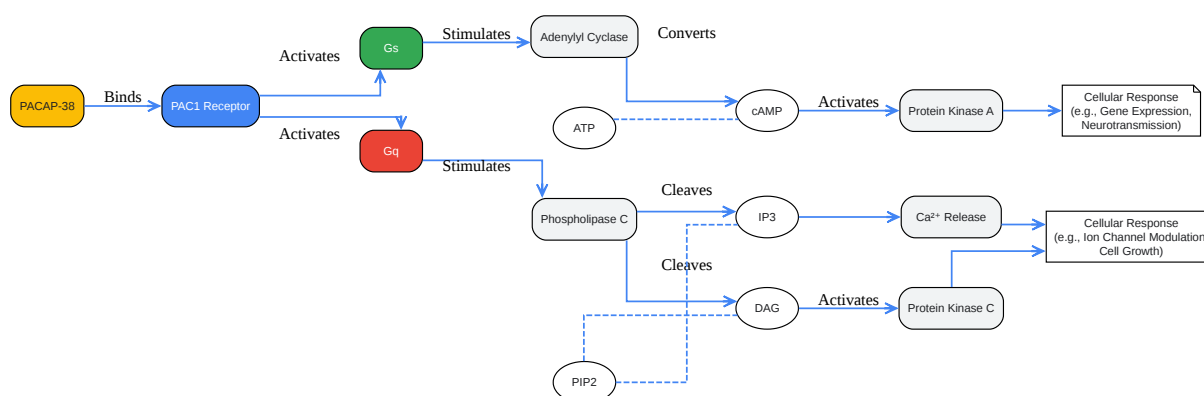 Gs
Stimulates
Adenylyl Cyclase
Converts
Activates
PACAP-38
Binds
PAC1 Receptor
ATP
cAMP
Activates
Protein Kinase A
Cellular Response
(e.g., Gene Expression,
Neurotransmission)
Activates
Gq
Stimulates
Phospholipase C
Cleaves
IP3
Ca²⁺ Release
Cellular Response
(e.g., Ion Channel Modulation
Cell Growth)
Cleaves
DAG
Activates
Protein Kinase C
PIP2